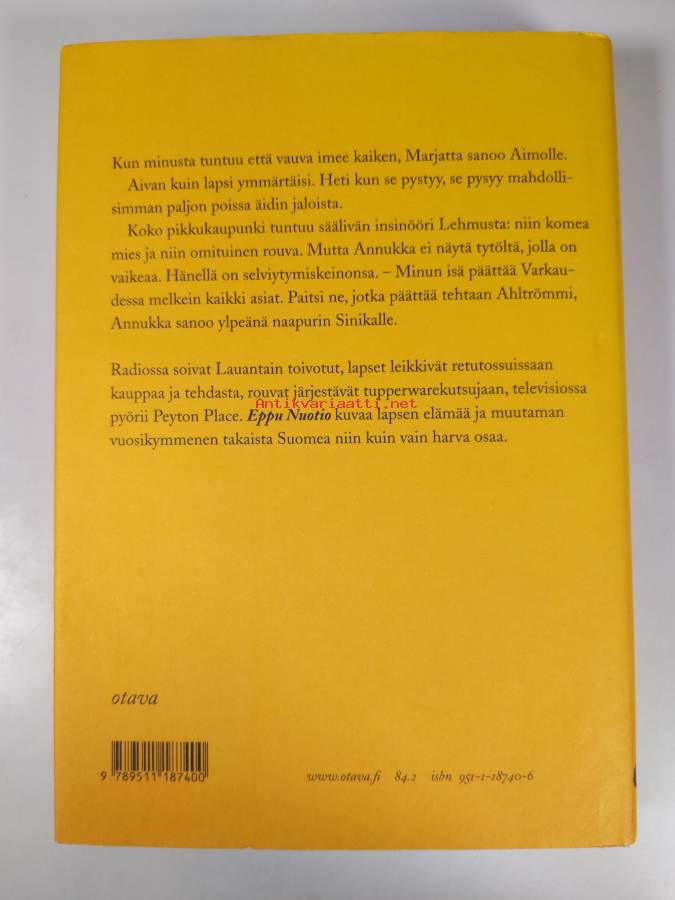 Kun minusta tuntuu että vauva imee kaiken, Marjatta sanoo Aimolle.
Aivan kuin lapsi ymmärtäisi. Heti kun se pystyy, se pysyy mahdolli-
simman paljon poissa äidin jaloista.
Koko pikkukaupunki tuntuu säälivän insinööri Lehmusta: niin komea
mies ja niin omituinen rouva. Mutta Annukka ei näytä tytöltä, jolla on
vaikeaa. Hänellä on selviytymiskeinonsa. – Minun isä päättää Varkau-
dessa melkein kaikki asiat. Paitsi ne, jotka päättää tehtaan Ahltrömmi,
Annukka sanoo ylpeänä naapurin Sinikalle.
Radiossa soivat Lauantain toivotut, lapset leikkivät retutossuissaan
kauppaa ja tehdasta, rouvat järjestävät tupperwarekutsujaan, televisiossa
Antikvariaatti.net
pyörii Peyton Place. Eppu Nuotio kuvaa lapsen elämää ja muutaman
vuosikymmenen takaista Suomea niin kuin vain harva osaa.
otava
9 789511 187400
www.otava.fi 84.2 isbn 951-1-18740-6